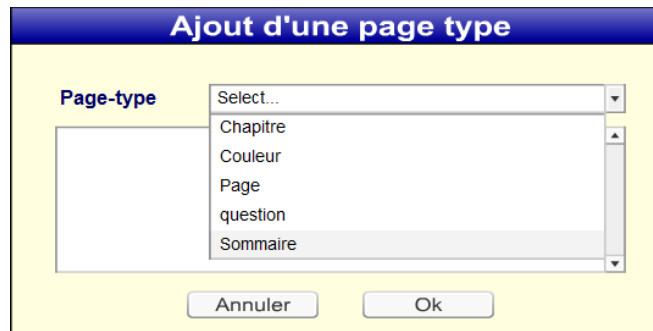 Ajout d'une page type
Page-type Select...
Chapitre
Couleur
Page
question
Sommaire
Annuler Ok